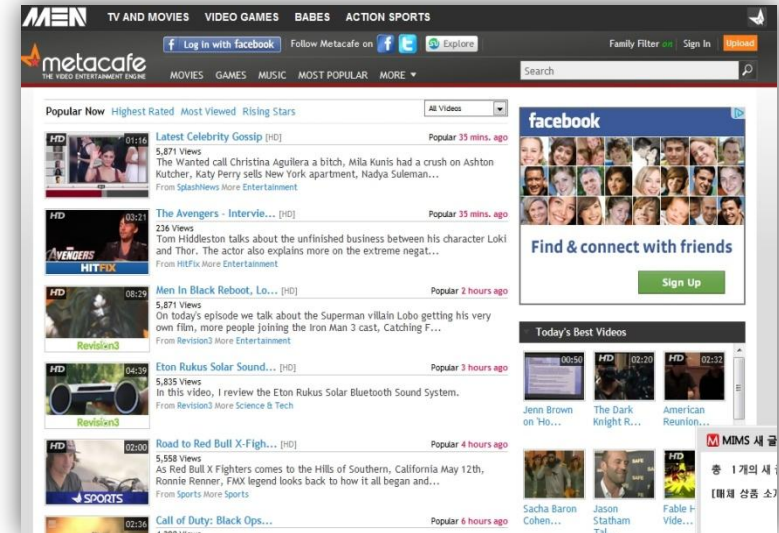 MEN TV AND MOVIES VIDEO GAMES BABES ACTION SPORTS
f Log in with facebook Follow Metacafe on f t su Explore Family Filter on Sign In Upload
metacafe
THE VIDEO ENTERTAINMENT ENGINE
MOVIES GAMES MUSIC MOST POPULAR MORE ▼ Search
Popular Now Highest Rated Most Viewed Rising Stars All Videos
HD 01:16
Latest Celebrity Gossip [HD] Popular 35 mins. ago
5,871 Views
The Wanted call Christina Aguilera a bitch, Mila Kunis had a crush on Ashton
Kutcher, Katy Perry sells New York apartment, Nadya Suleman...
From SplashNews More Entertainment
HD 03:21
AVENGERS
HITFIX
The Avengers - Intervie... [HD] Popular 35 mins. ago
236 Views
Tom Hiddleston talks about the unfinished business between his character Loki
and Thor. The actor also explains more on the extreme negat...
From HitFix More Entertainment
HD 08:29
Revision3
Men In Black Reboot, Lo... [HD] Popular 2 hours ago
5,871 Views
On today's episode we talk about the Superman villain Lobo getting his very
own film, more people joining the Iron Man 3 cast, Catching F...
From Revision3 More Entertainment
HD 04:39
Revision3
Eton Rukus Solar Sound... [HD] Popular 3 hours ago
5,835 Views
In this video, I review the Eton Rukus Solar Bluetooth Sound System.
From Revision3 More Science & Tech
HD 02:00
SPORTS
Road to Red Bull X-Figh... [HD] Popular 4 hours ago
5,558 Views
As Red Bull X Fighters comes to the Hills of Southern, California May 12th,
Ronnie Renner, FMX legend looks back to how it all began and...
From Sports More Sports
02:36
Call of Duty: Black Ops... Popular 6 hours ago
facebook
Find & connect with friends
Sign Up
Today's Best Videos
00:50 HD 02:20 HD 02:32
Jenn Brown
on 'Ho...
The Dark
Knight R...
American
Reunion...
HD
Sacha Baron
Cohen...
Jason
Statham
Tal...
Fable H
Vide...
M MIMS 새 글
총 1개의 새
[매체 상품 소개